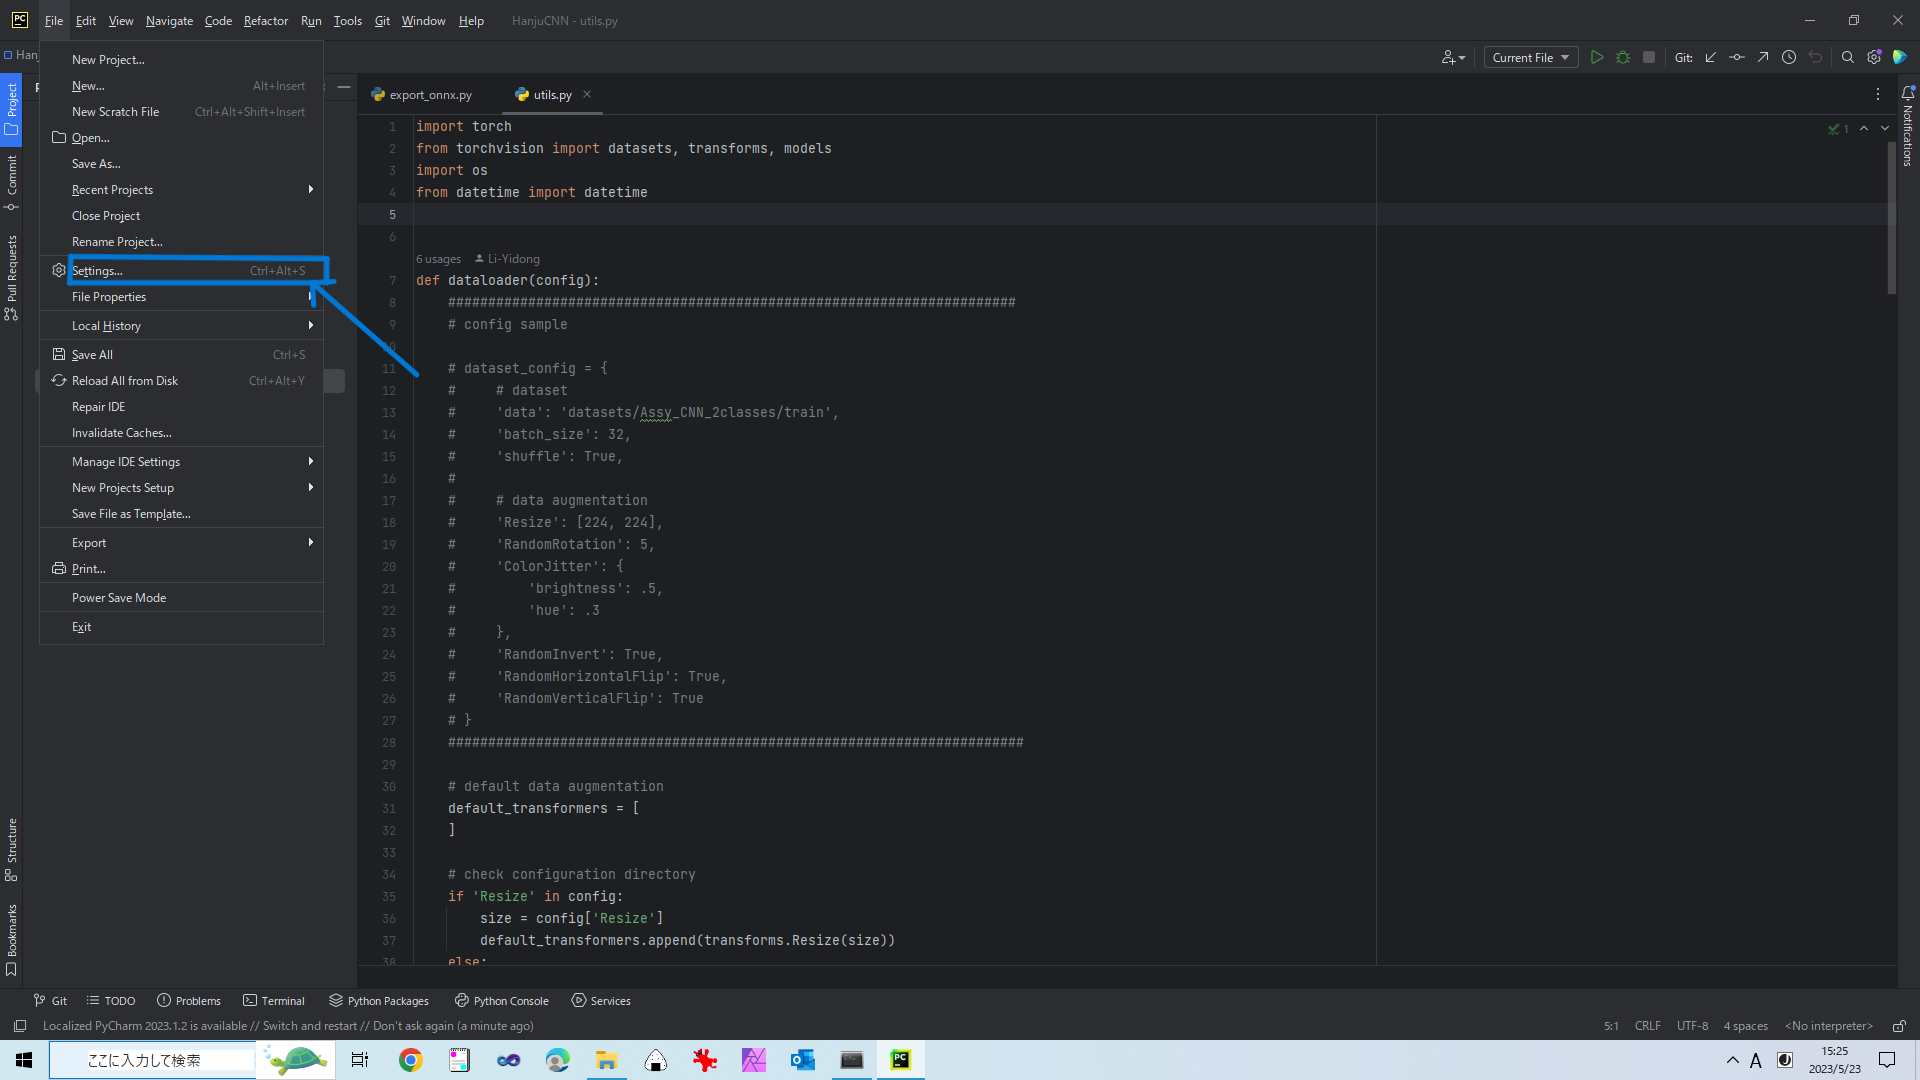 File Edit View Navigate Code Refactor Run Tools Git Window Help HanjuCNN - utils.py
Han
Current File Git:
New Project...
New... Alt+Insert
New Scratch File Ctrl+Alt+Shift+Insert
Open...
Save As...
Recent Projects
Close Project
Rename Project...
Settings... Ctrl+Alt+S
File Properties
Local History
Save All Ctrl+S
Reload All from Disk Ctrl+Alt+Y
Repair IDE
Invalidate Caches...
Manage IDE Settings
New Projects Setup
Save File as Template...
Export
Print...
Power Save Mode
Exit
Project
Commit
Pull Requests
Structure
Bookmarks
export_onnx.py utils.py
1 import torch
2 from torchvision import datasets, transforms, models
3 import os
4 from datetime import datetime
5
6
6 usages Li-Yidong
7 def dataloader(config):
8 #######################################################################
9 # config sample
10
11 # dataset_config = {
12 # # dataset
13 # 'data': 'datasets/Assy_CNN_2classes/train',
14 # 'batch_size': 32,
15 # 'shuffle': True,
16 #
17 # # data augmentation
18 # 'Resize': [224, 224],
19 # 'RandomRotation': 5,
20 # 'ColorJitter': {
21 # 'brightness': .5,
22 # 'hue': .3
23 # },
24 # 'RandomInvert': True,
25 # 'RandomHorizontalFlip': True,
26 # 'RandomVerticalFlip': True
27 # }
28 ########################################################################
29
30 # default data augmentation
31 default_transformers = [
32 ]
33
34 # check configuration directory
35 if 'Resize' in config:
36 size = config['Resize']
37 default_transformers.append(transforms.Resize(size))
38 else:
1
Notifications
Git TODO Problems Terminal Python Packages Python Console Services
Localized PyCharm 2023.1.2 is available // Switch and restart // Don't ask again (a minute ago) 5:1 CRLF UTF-8 4 spaces <No interpreter>
ここに入力して検索
A
15:25
2023/5/23